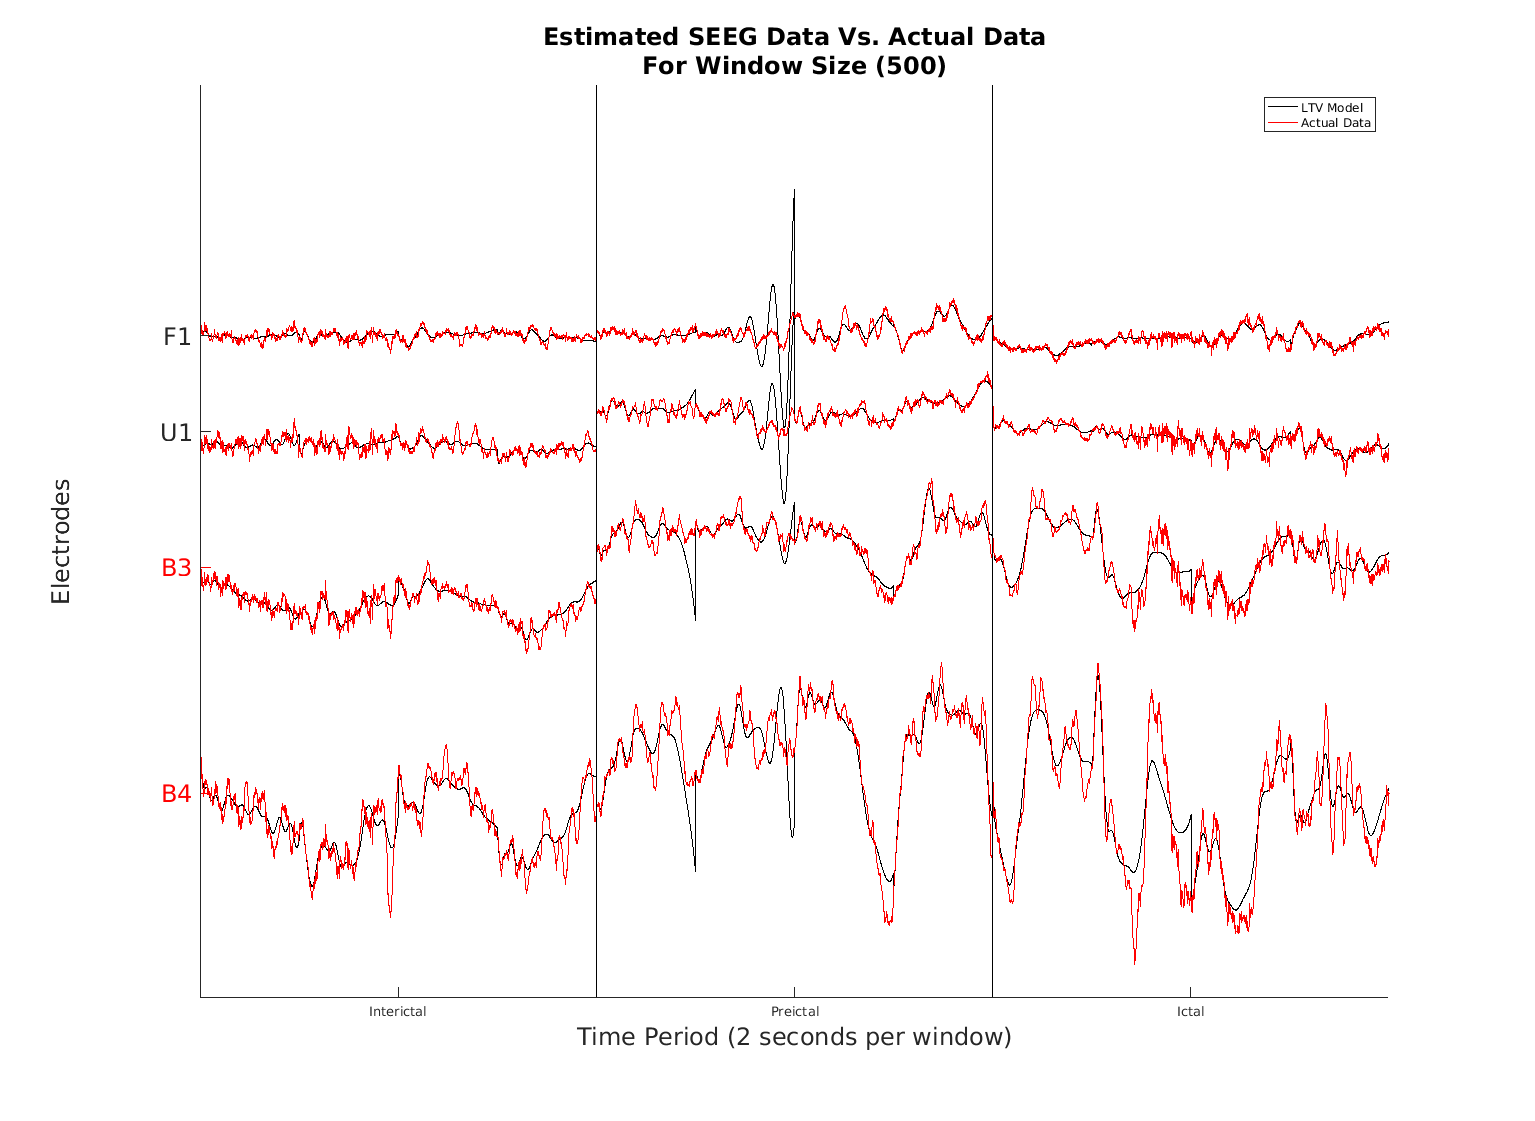 Estimated SEEG Data Vs. Actual Data
For Window Size (500)
LTV Model
Actual Data
F1
U1
B3
B4
Electrodes
Interictal
Preictal
Ictal
Time Period (2 seconds per window)